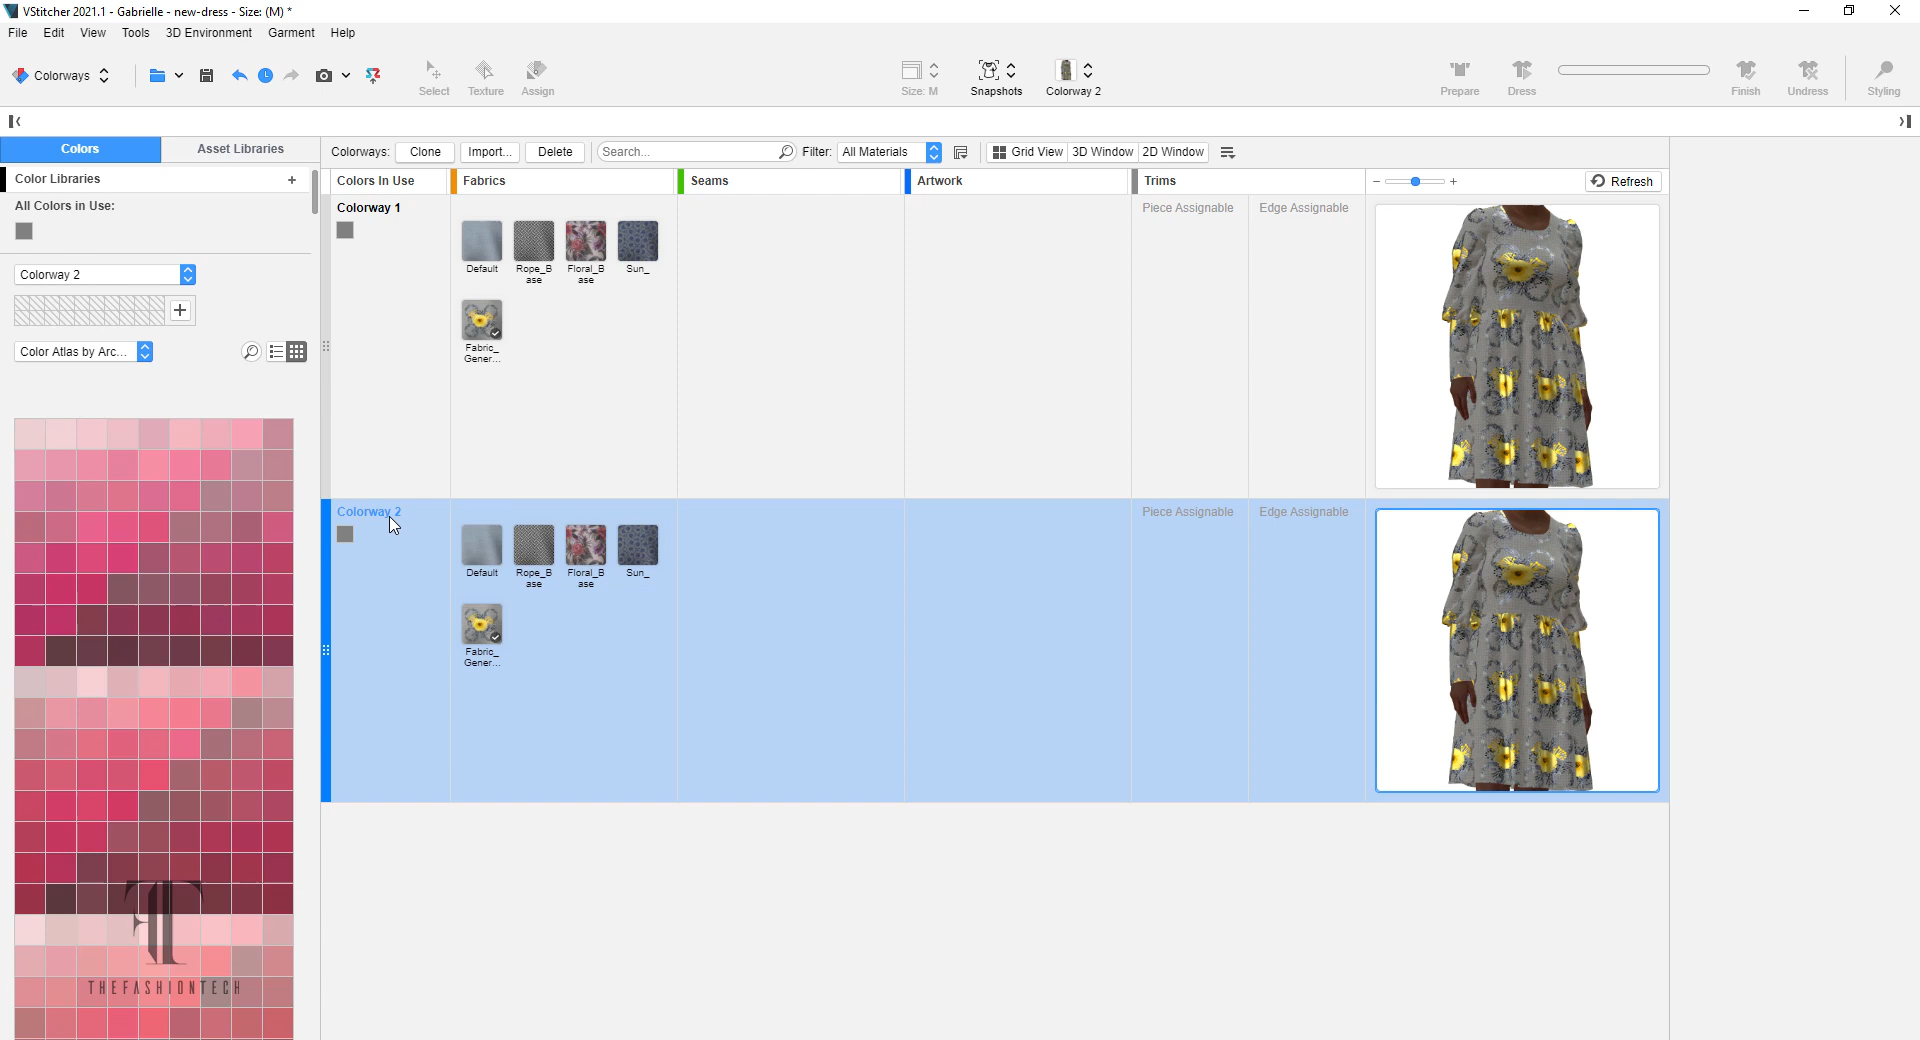 VStitcher 2021.1 - Gabrielle - new-dress - Size: (M) *
File Edit View Tools 3D Environment Garment Help
Colorways
Select Texture Assign
Size: M Snapshots Colorway 2
Prepare Dress Finish Undress Styling
Colors Asset Libraries
Colorways: Clone Import... Delete Search... Filter: All Materials Grid View 3D Window 2D Window
Color Libraries +
Colors In Use Fabrics Seams Artwork Trims - + Refresh
All Colors in Use:
Colorway 2
+
Color Atlas by Arc...
Colorway 1
Piece Assignable Edge Assignable
Default Rope_B
ase Floral_B
ase Sun_
Fabric_
Gener...
Colorway 2
Piece Assignable Edge Assignable
Default Rope_B
ase Floral_B
ase Sun_
Fabric_
Gener...
FT
THEFASHIONTECH